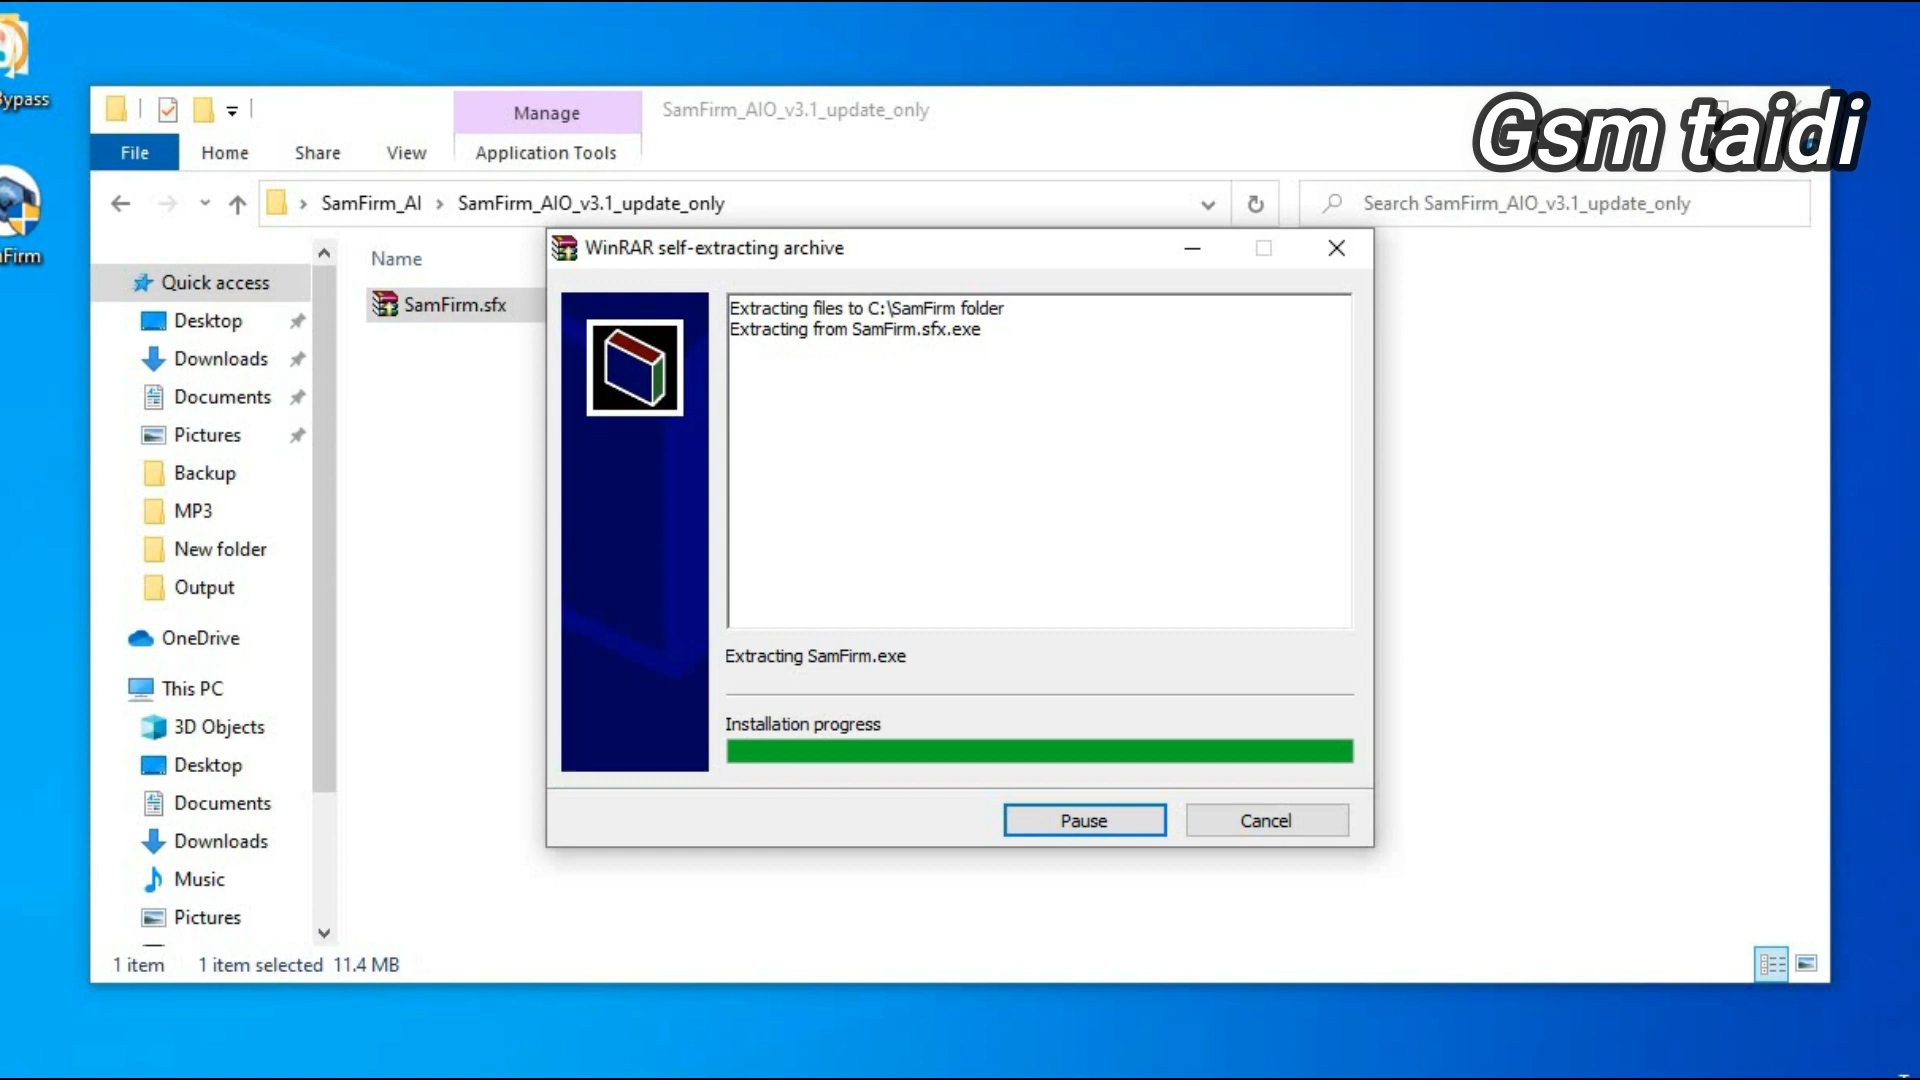 Bypass
Firm
Manage
SamFirm_AIO_v3.1_update_only
Gsm taidi
File
Home
Share
View
Application Tools
SamFirm_AI
SamFirm_AIO_v3.1_update_only
Search SamFirm_AIO_v3.1_update_only
Name
WinRAR self-extracting archive
Quick access
SamFirm.sfx
Extracting files to C:\SamFirm folder
Extracting from SamFirm.sfx.exe
Desktop
Downloads
Documents
Pictures
Backup
MP3
New folder
Output
OneDrive
This PC
3D Objects
Desktop
Documents
Downloads
Music
Pictures
Extracting SamFirm.exe
Installation progress
Pause
Cancel
1 item
1 item selected 11.4 MB